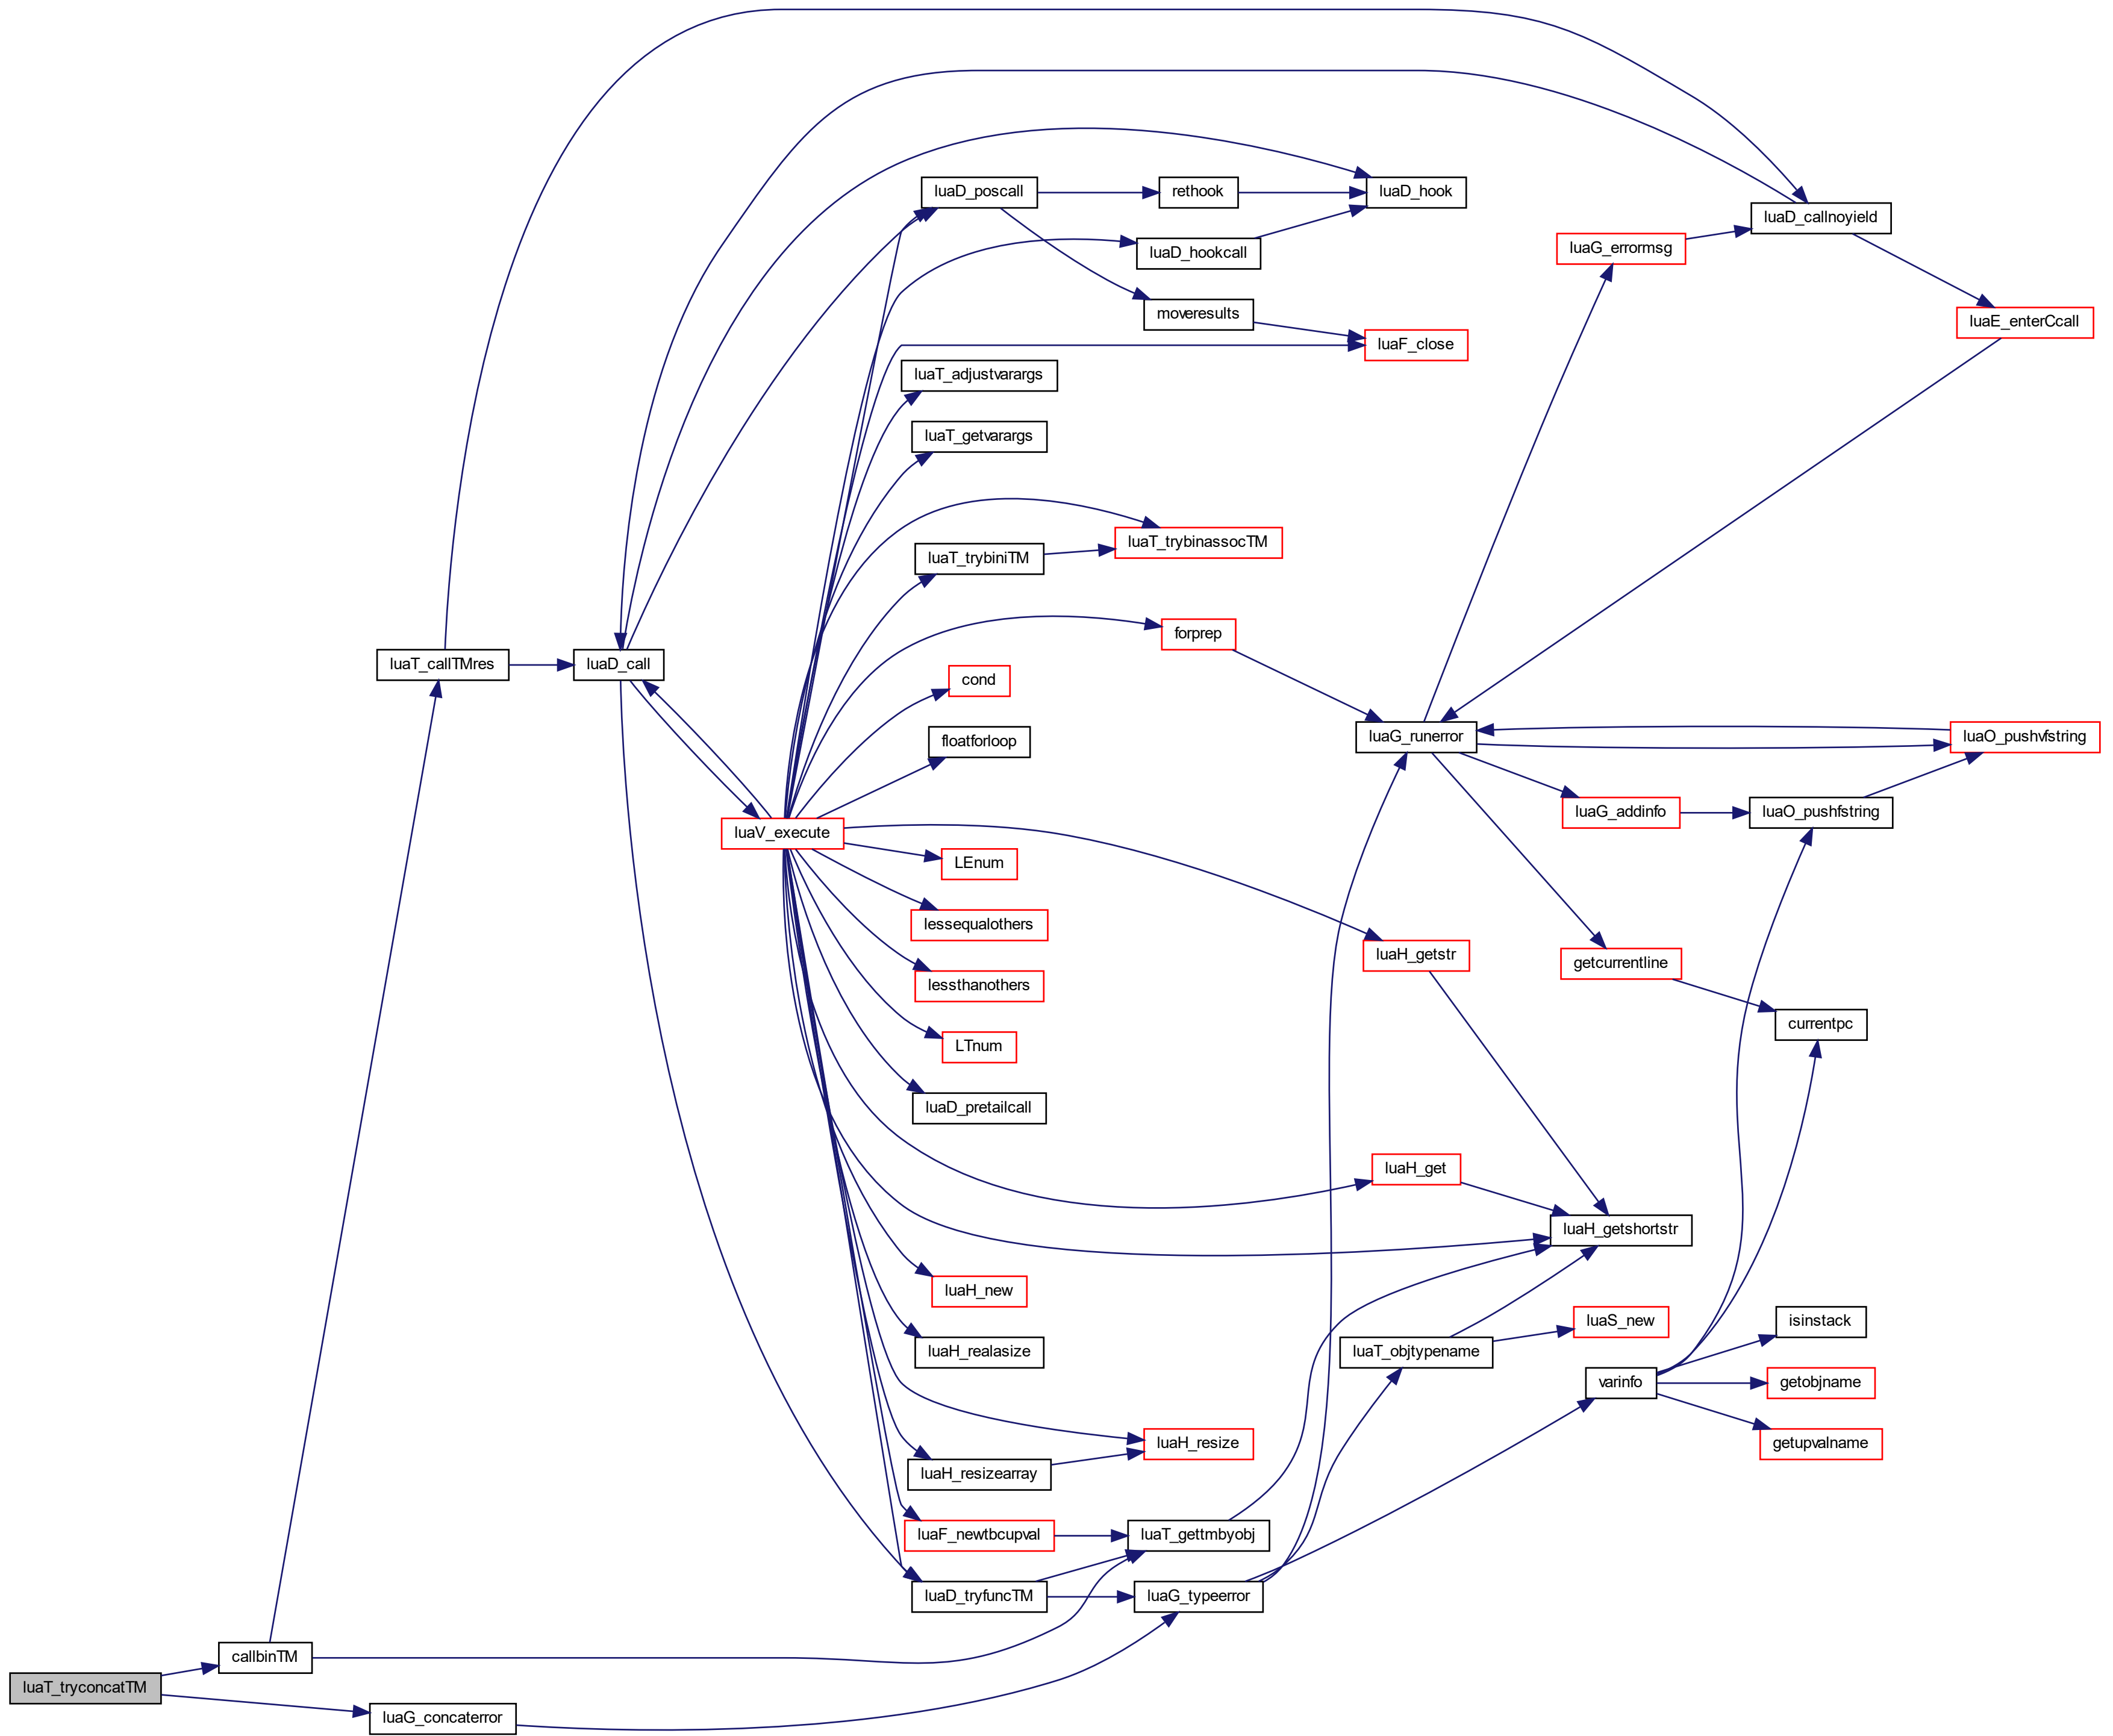 luaD_poscall
rethook
luaD_hook
luaD_callnoyield
luaG_errormsg
luaD_hookcall
moveresults
luaE_enterCcall
luaF_close
luaT_adjustvarargs
luaT_getvarargs
luaT_trybiniTM
luaT_trybinassocTM
forprep
luaT_callTMres
luaD_call
cond
floatforloop
luaG_runerror
luaO_pushvfstring
luaV_execute
luaG_addinfo
luaO_pushfstring
LEnum
lessequalothers
luaH_getstr
getcurrentline
lessthanothers
currentpc
LTnum
luaD_pretailcall
luaH_get
luaH_getshortstr
luaH_new
luaH_realasize
luaS_new
isinstack
luaT_objtypename
varinfo
getobjname
luaH_resize
getupvalname
luaH_resizearray
luaF_newtbcupval
luaT_gettmbyobj
luaD_tryfuncTM
luaG_typeerror
callbinTM
luaT_tryconcatTM
luaG_concaterror